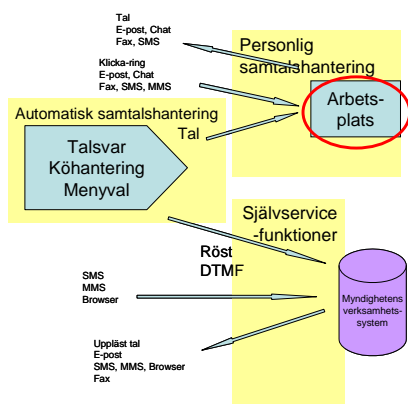 Tal
E-post, Chat
Fax, SMS
Klicka-ring
E-post, Chat
Fax, SMS, MMS
Personlig
samtalshantering
Arbets-
plats
Automatisk samtalshantering
Tal
Talsvar
Köhantering
Menyval
Självservice
-funktioner
Röst
DTMF
SMS
MMS
Browser
Myndighetens
verksamhets-
system
Uppläst tal
E-post
SMS, MMS, Browser
Fax